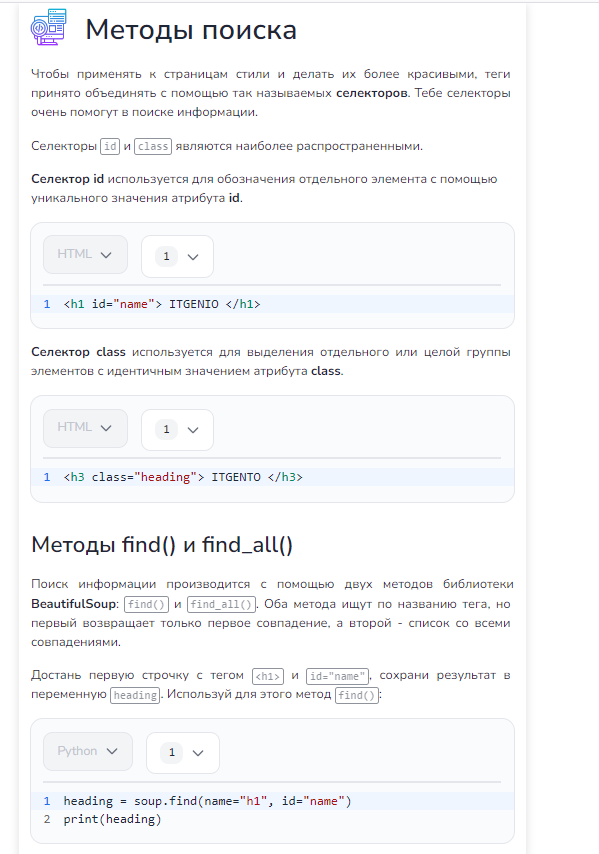 Методы поиска
Чтобы применять к страницам стили и делать их более красивыми, теги
принято объединять с помощью так называемых селекторов. Тебе селекторы
очень помогут в поиске информации.
Селекторы id и class являются наиболее распространенными.
Селектор id используется для обозначения отдельного элемента с помощью
уникального значения атрибута id.
HTML 1
1 <h1 id="name"> ITGENIO </h1>
Селектор class используется для выделения отдельного или целой группы
элементов с идентичным значением атрибута class.
HTML 1
1 <h3 class="heading"> ITGENTO </h3>
Методы find() и find_all()
Поиск информации производится с помощью двух методов библиотеки
BeautifulSoup: find() и find_all(). Оба метода ищут по названию тега, но
первый возвращает только первое совпадение, а второй - список со всеми
совпадениями.
Достань первую строчку с тегом <h1> и id="name", сохрани результат в
переменную heading. Используй для этого метод find():
Python 1
1 heading = soup.find(name="h1", id="name")
2 print(heading)